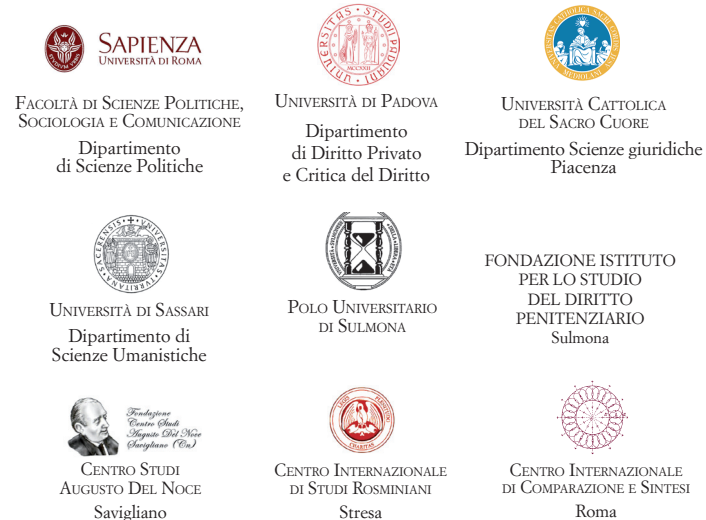 SAPIENZA
UNIVERSITÀ DI ROMA
FACOLTÀ DI SCIENZE POLITICHE,
SOCIOLOGIA E COMUNICAZIONE
Dipartimento
di Scienze Politiche
UNIVERSITÀ DI PADOVA
Dipartimento
di Diritto Privato
e Critica del Diritto
UNIVERSITÀ CATTOLICA
DEL SACRO CUORE
Dipartimento Scienze giuridiche
Piacenza
UNIVERSITÀ DI SASSARI
Dipartimento di
Scienze Umanistiche
POLO UNIVERSITARIO
DI SULMONA
FONDAZIONE ISTITUTO
PER LO STUDIO
DEL DIRITTO
PENITENZIARIO
Sulmona
Fondazione
Centro Studi
Augusto Del Noce
Savigliano (Cn)
CENTRO STUDI
AUGUSTO DEL NOCE
Savigliano
LEGIS PLENITUDO CHARITAS
CENTRO INTERNAZIONALE
DI STUDI ROSMINIANI
Stresa
CENTRO INTERNAZIONALE
DI COMPARAZIONE E SINTESI
Roma